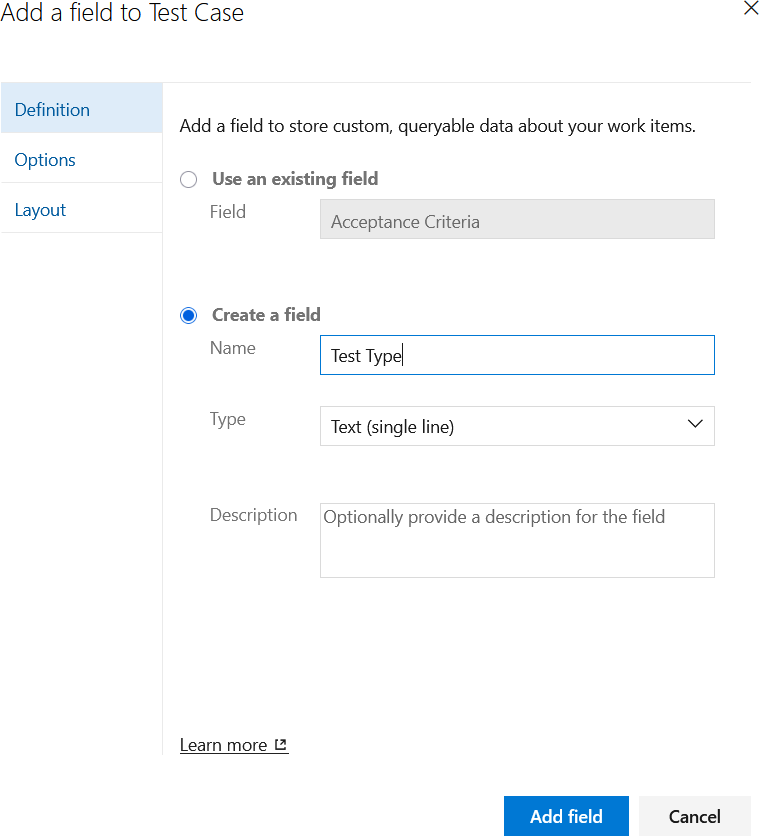 Add a field to Test Case
Definition
Options
Layout
Add a field to store custom, queryable data about your work items.
Use an existing field
Field
Acceptance Criteria
Create a field
Name
Test Type
Type
Text (single line)
Description
Optionally provide a description for the field
Learn more
Add field
Cancel